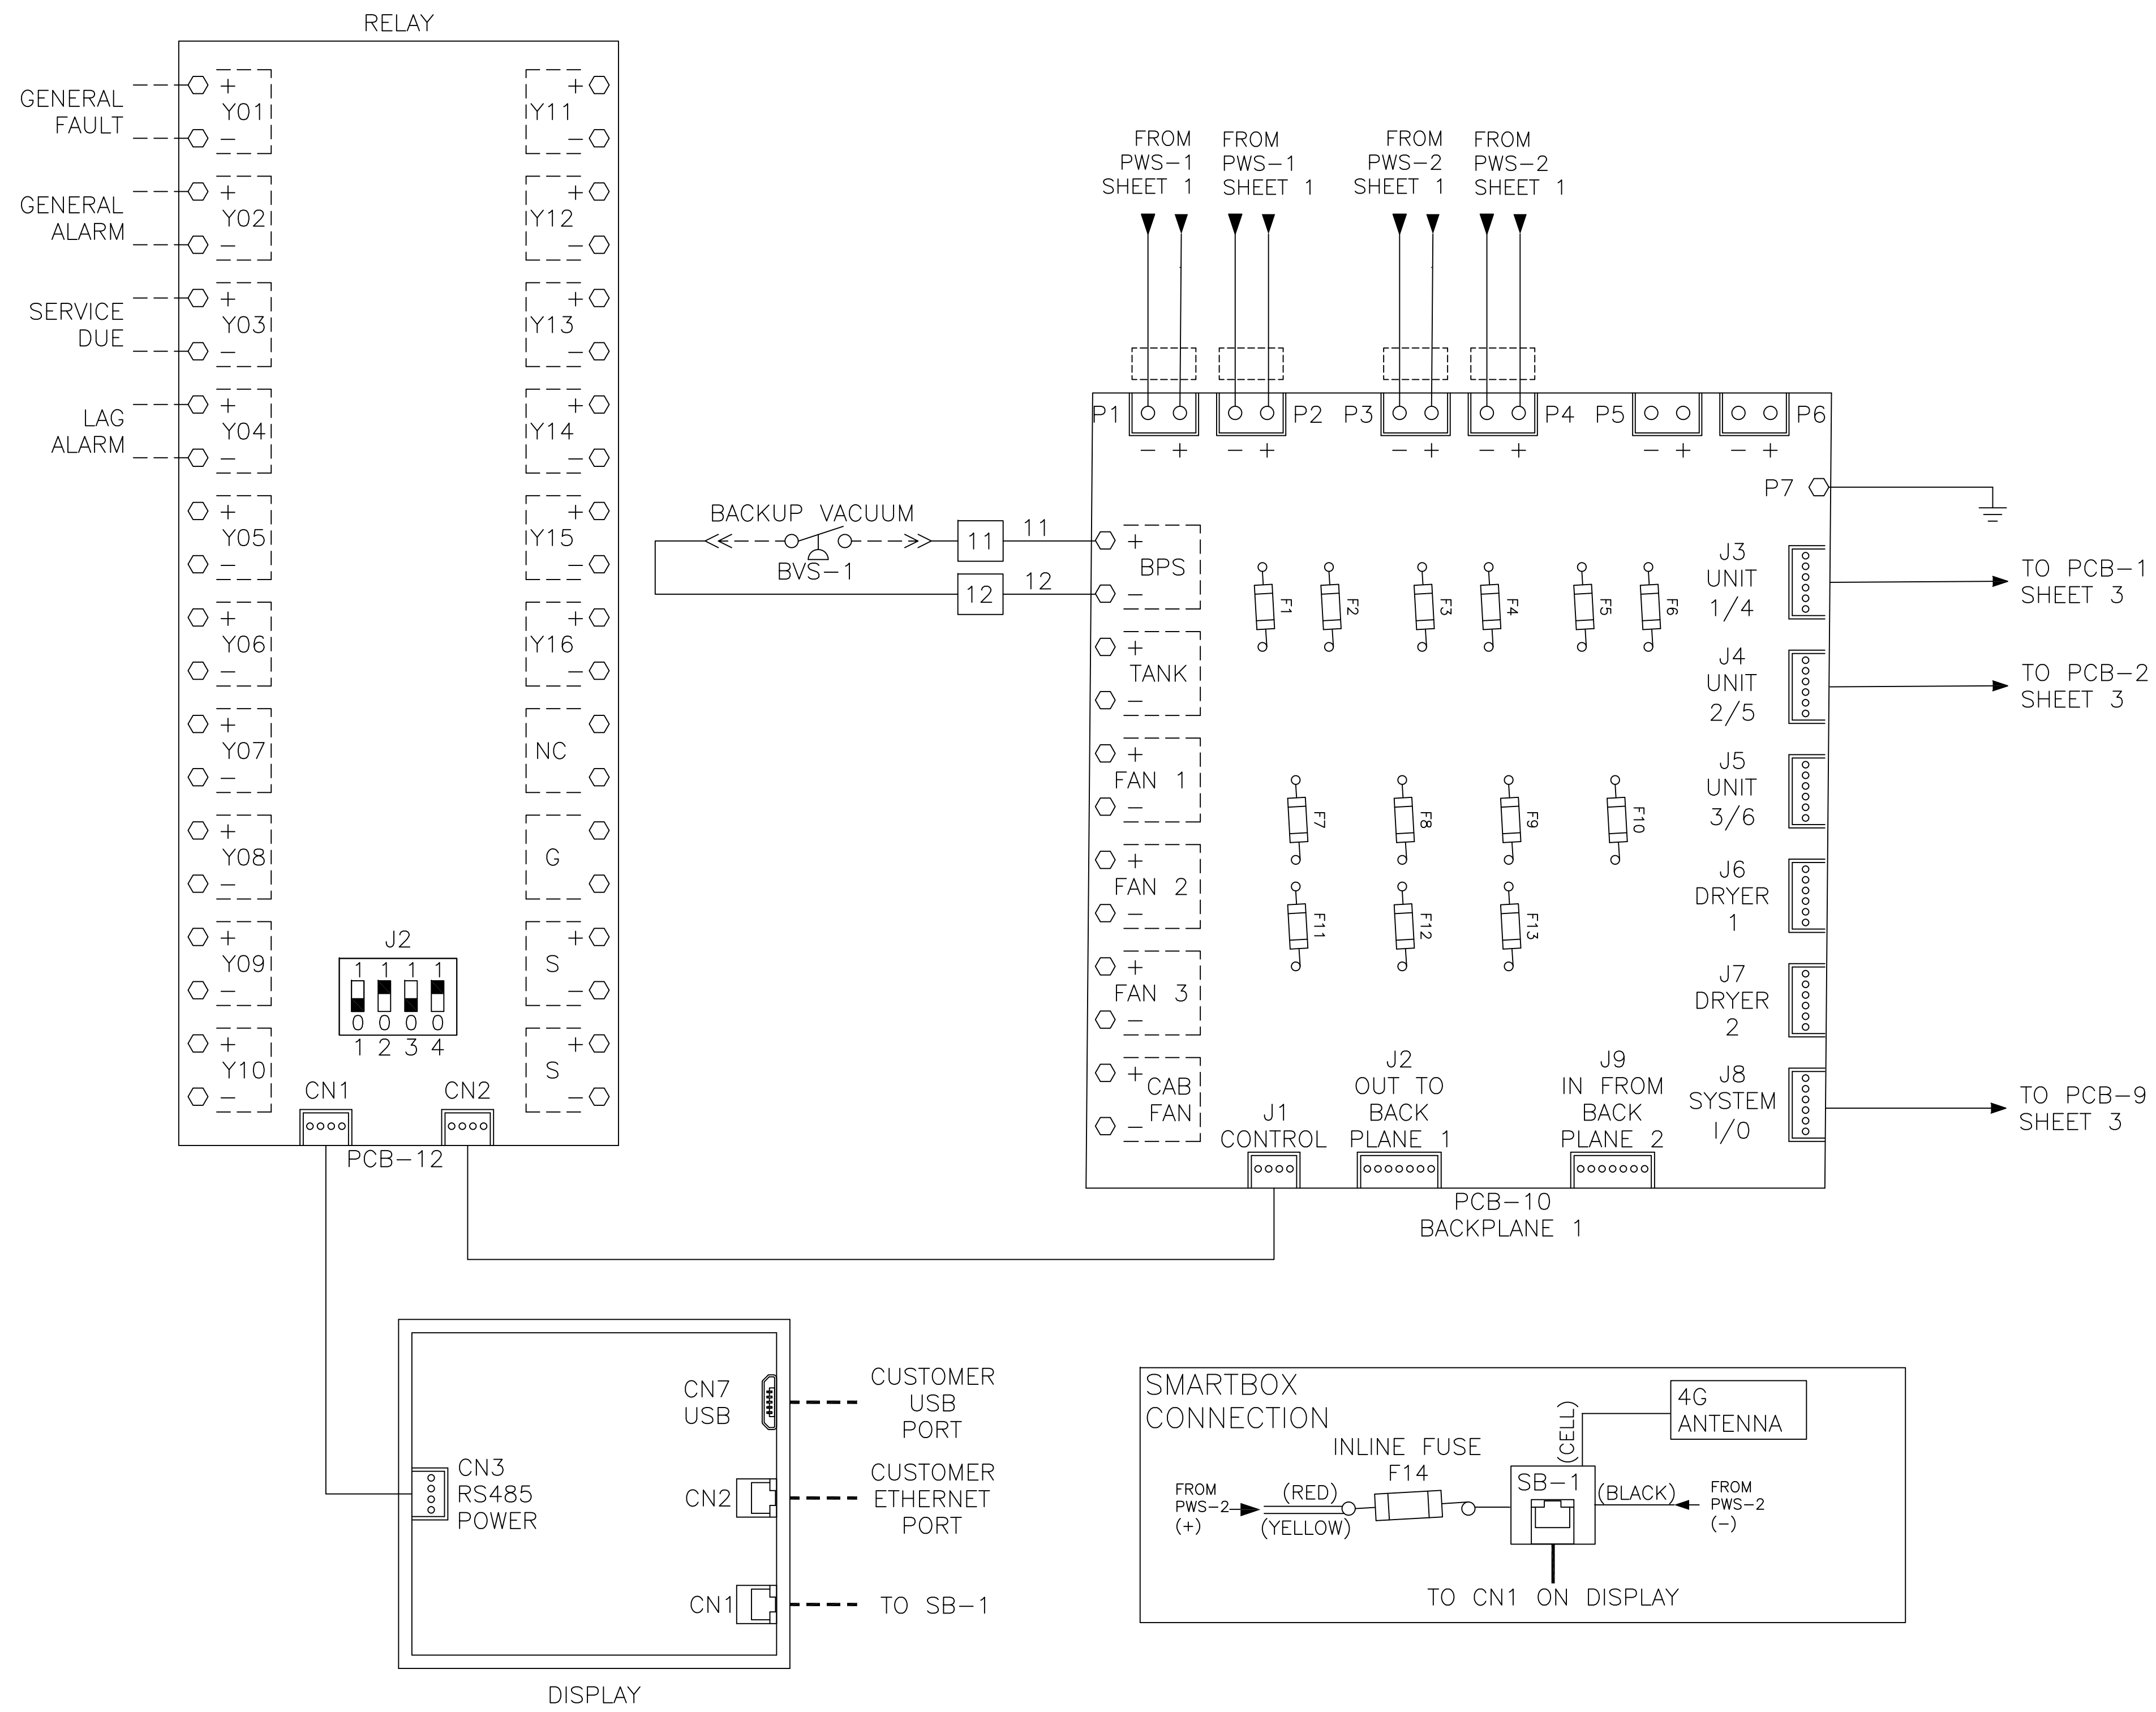 RELAY
GENERAL
FAULT
GENERAL
ALARM
SERVICE
DUE
LAG
ALARM
+
Y01
−
+
Y02
−
+
Y03
−
+
Y04
−
+
Y05
−
+
Y06
−
+
Y07
−
+
Y08
−
+
Y09
−
+
Y10
−
+
Y11
−
+
Y12
−
+
Y13
−
+
Y14
−
+
Y15
−
+
Y16
−
NC
G
+
S
−
+
S
−
J2
1 1 1 1
0 0 0 0
1 2 3 4
CN1
CN2
PCB−12
BACKUP VACUUM
BVS−1
11
11
12
12
FROM
PWS−1
SHEET 1
FROM
PWS−1
SHEET 1
FROM
PWS−2
SHEET 1
FROM
PWS−2
SHEET 1
P1
P2
P3
P4
P5
P6
− +
− +
− +
− +
− +
− +
P7
+
BPS
−
+
TANK
−
+
FAN 1
−
+
FAN 2
−
+
FAN 3
−
+
CAB
FAN
−
F1
F2
F3
F4
F5
F6
F7
F8
F9
F10
F11
F12
F13
J3
UNIT
1/4
J4
UNIT
2/5
J5
UNIT
3/6
J6
DRYER
1
J7
DRYER
2
J8
SYSTEM
I/O
TO PCB−1
SHEET 3
TO PCB−2
SHEET 3
TO PCB−9
SHEET 3
J1
CONTROL
J2
OUT TO
BACK
PLANE 1
J9
IN FROM
BACK
PLANE 2
PCB−10
BACKPLANE 1
CN7
USB
CUSTOMER
USB
PORT
CN3
RS485
POWER
CN2
CUSTOMER
ETHERNET
PORT
CN1
TO SB−1
DISPLAY
SMARTBOX
CONNECTION
4G
ANTENNA
(CELL)
INLINE FUSE
F14
FROM
PWS−2
(+)
(RED)
(YELLOW)
SB−1
(BLACK)
FROM
PWS−2
(−)
TO CN1 ON DISPLAY